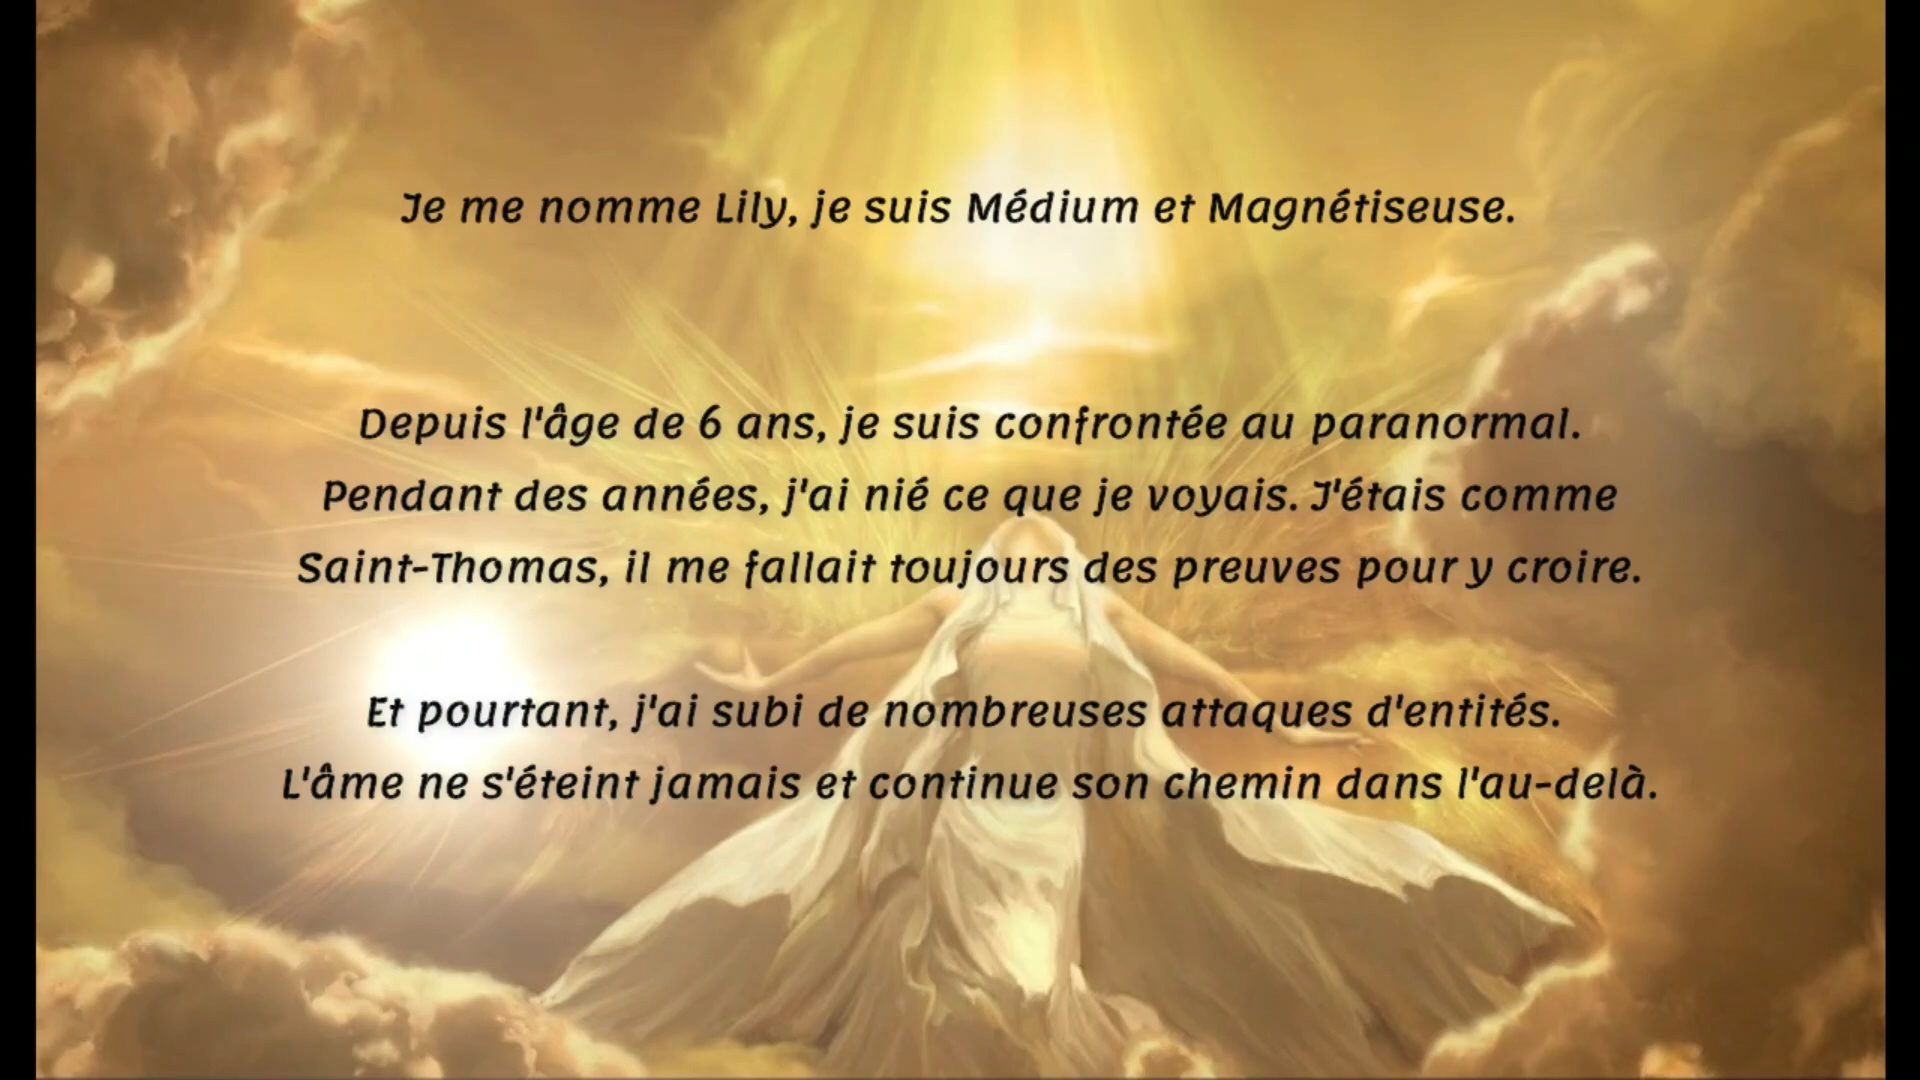 Je me nomme Lily, je suis Médium et Magnétiseuse.
Depuis l'âge de 6 ans, je suis confrontée au paranormal.
Pendant des années, j'ai nié ce que je voyais. J'étais comme
Saint-Thomas, il me fallait toujours des preuves pour y croire.
Et pourtant, j'ai subi de nombreuses attaques d'entités.
L'âme ne s'éteint jamais et continue son chemin dans l'au-delà.